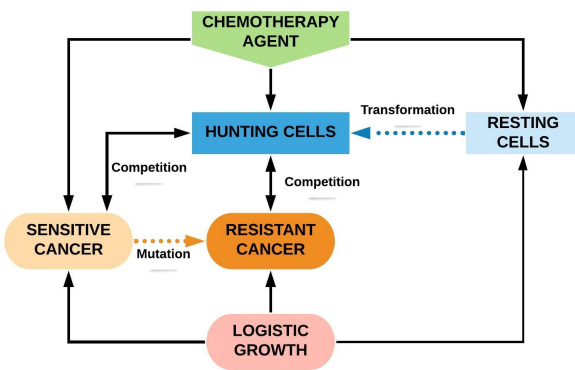 CHEMOTHERAPY
AGENT
Transformation
HUNTING CELLS
RESTING
CELLS
Competition
Competition
SENSITIVE
CANCER
Mutation
RESISTANT
CANCER
LOGISTIC
GROWTH